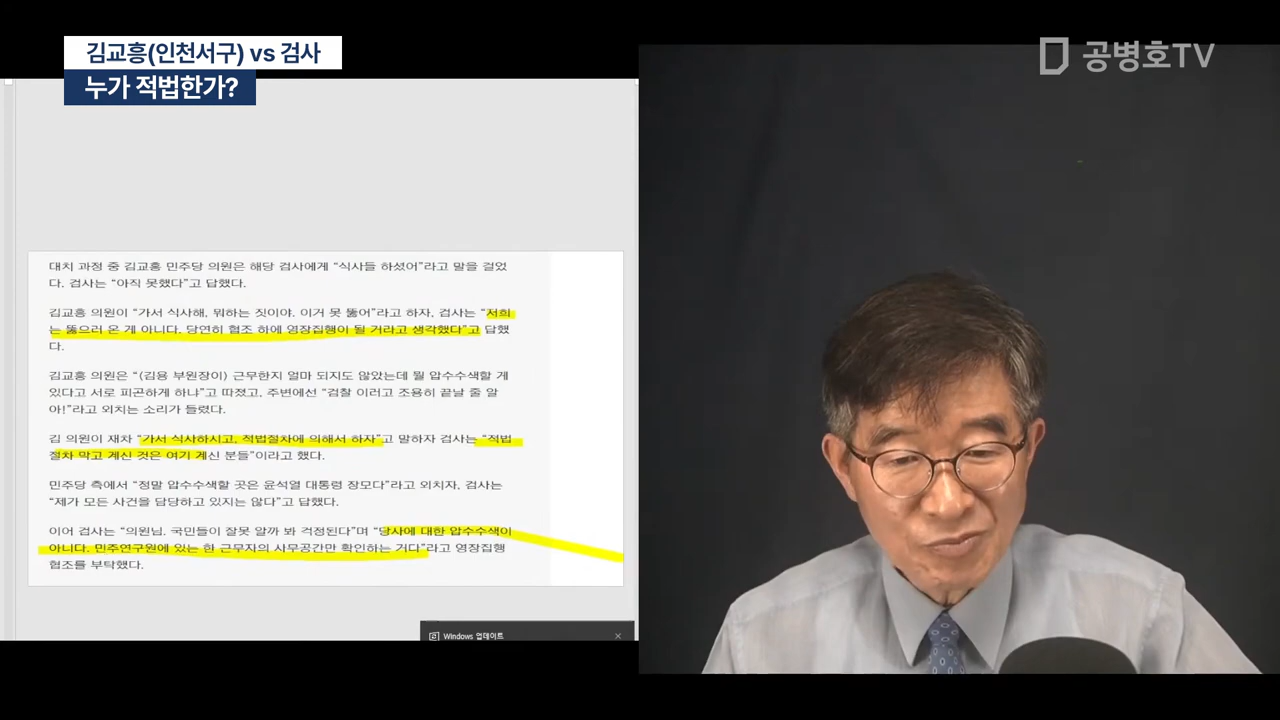 김교흥(인천서구) vs 검사
누가 적법한가?
공병호TV
대치 과정 중 김교흥 민주당 의원은 해당 검사에게 “식사들 하셨어”라고 말을 걸었
다. 검사는 “아직 못했다”고 답했다.
김교흥 의원이 “가서 식사해, 뭐하는 짓이야. 이거 못 뚫어”라고 하자, 검사는 “저희
는 뚫으러 온 게 아니다. 당연히 협조 하에 영장집행이 될 거라고 생각했다”고 답했
다.
김교흥 의원은 “(김용 부원장이) 근무한지 얼마 되지도 않았는데 뭘 압수수색할 게
있다고 서로 피곤하게 하냐”고 따졌고, 주변에선 “검찰 이러고 조용히 끝날 줄 알
아!”라고 외치는 소리가 들렸다.
김 의원이 재차 “가서 식사하시고, 적법절차에 의해서 하자”고 말하자 검사는 “적법
절차 막고 계신 것은 여기 계신 분들”이라고 했다.
민주당 측에서 “정말 압수수색할 곳은 윤석열 대통령 장모다”라고 외치자, 검사는
“제가 모든 사건을 담당하고 있지는 않다”고 답했다.
이어 검사는 “의원님, 국민들이 잘못 알까 봐 걱정된다”며 “당사에 대한 압수수색이
아니다. 민주연구원에 있는 한 근무자의 사무공간만 확인하는 거다”라고 영장집행
협조를 부탁했다.
Windows 업데이트